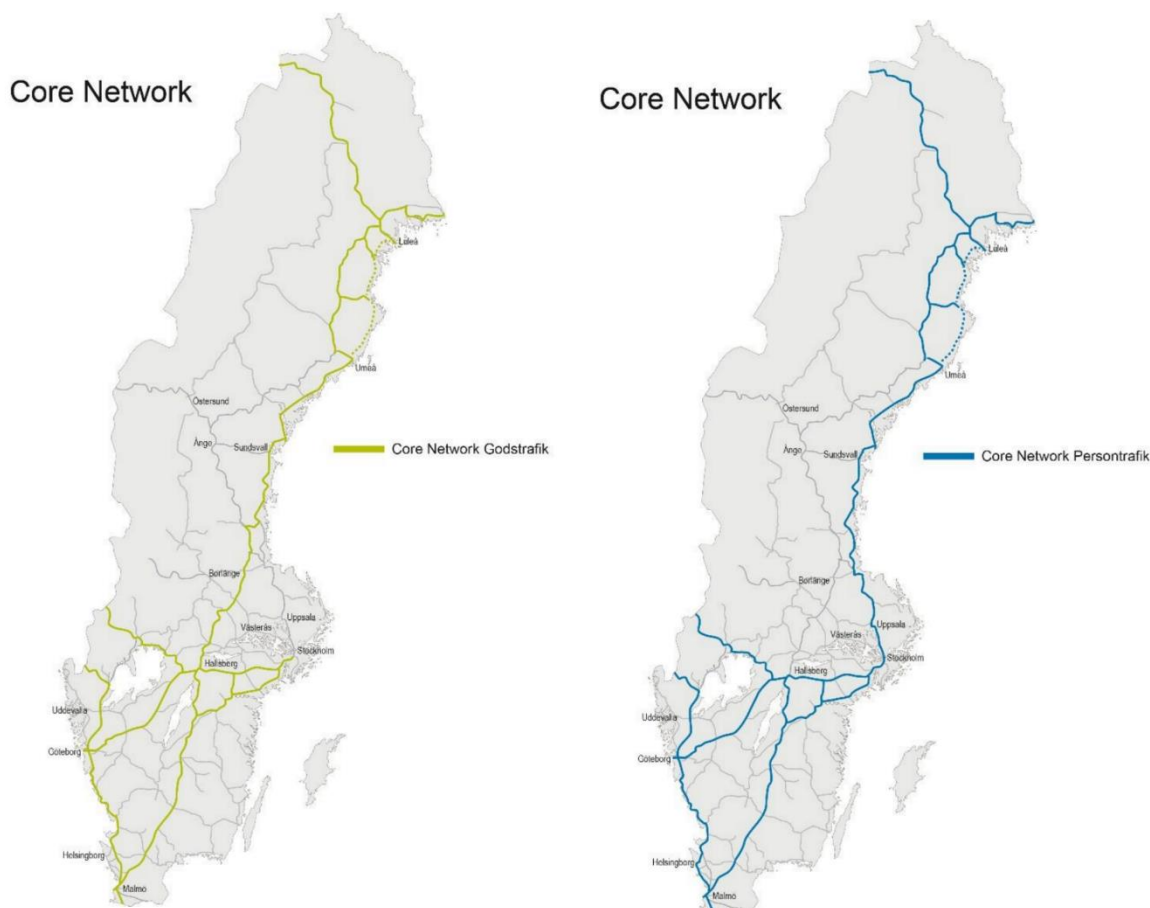 Core Network
Luleå
Umeå
Östersund
Ånge
Sundsvall
Core Network Godstrafik
Borlänge
Uppsala
Västerås
Stockholm
Hallsberg
Uddevalla
Göteborg
Helsingborg
Malmö
Core Network
Luleå
Umeå
Östersund
Ånge
Sundsvall
Core Network Persontrafik
Borlänge
Uppsala
Västerås
Stockholm
Hallsberg
Uddevalla
Göteborg
Helsingborg
Malmö